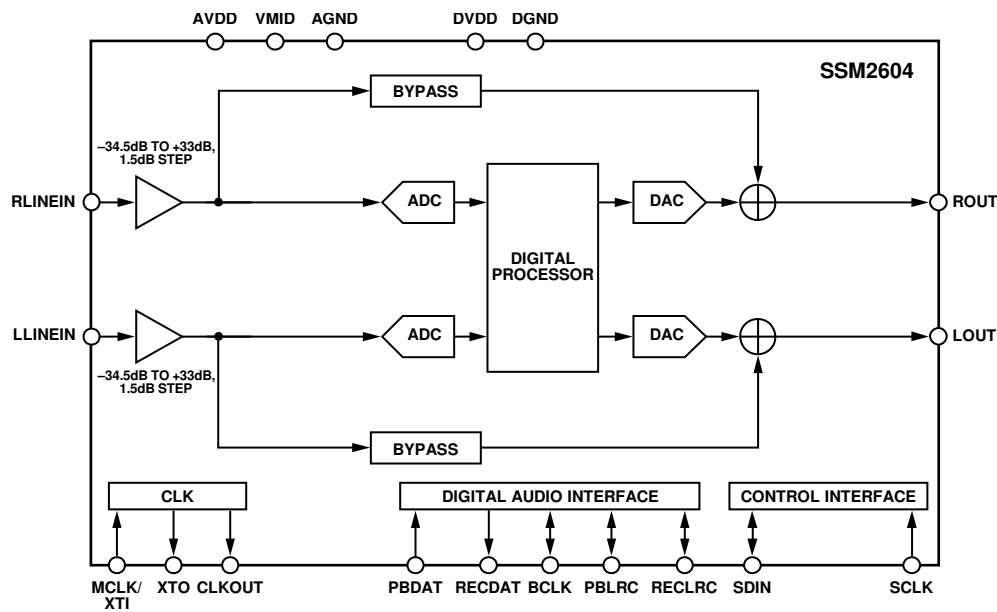 AVDD VMID AGND DVDD DGND
SSM2604
BYPASS
–34.5dB TO +33dB,
1.5dB STEP
RLINEIN ADC DAC ROUT
DIGITAL
PROCESSOR
LLINEIN ADC DAC LOUT
–34.5dB TO +33dB,
1.5dB STEP
BYPASS
CLK DIGITAL AUDIO INTERFACE CONTROL INTERFACE
MCLK/ XTO CLKOUT PBDAT RECDAT BCLK PBLRC RECLRC SDIN SCLK
XTI